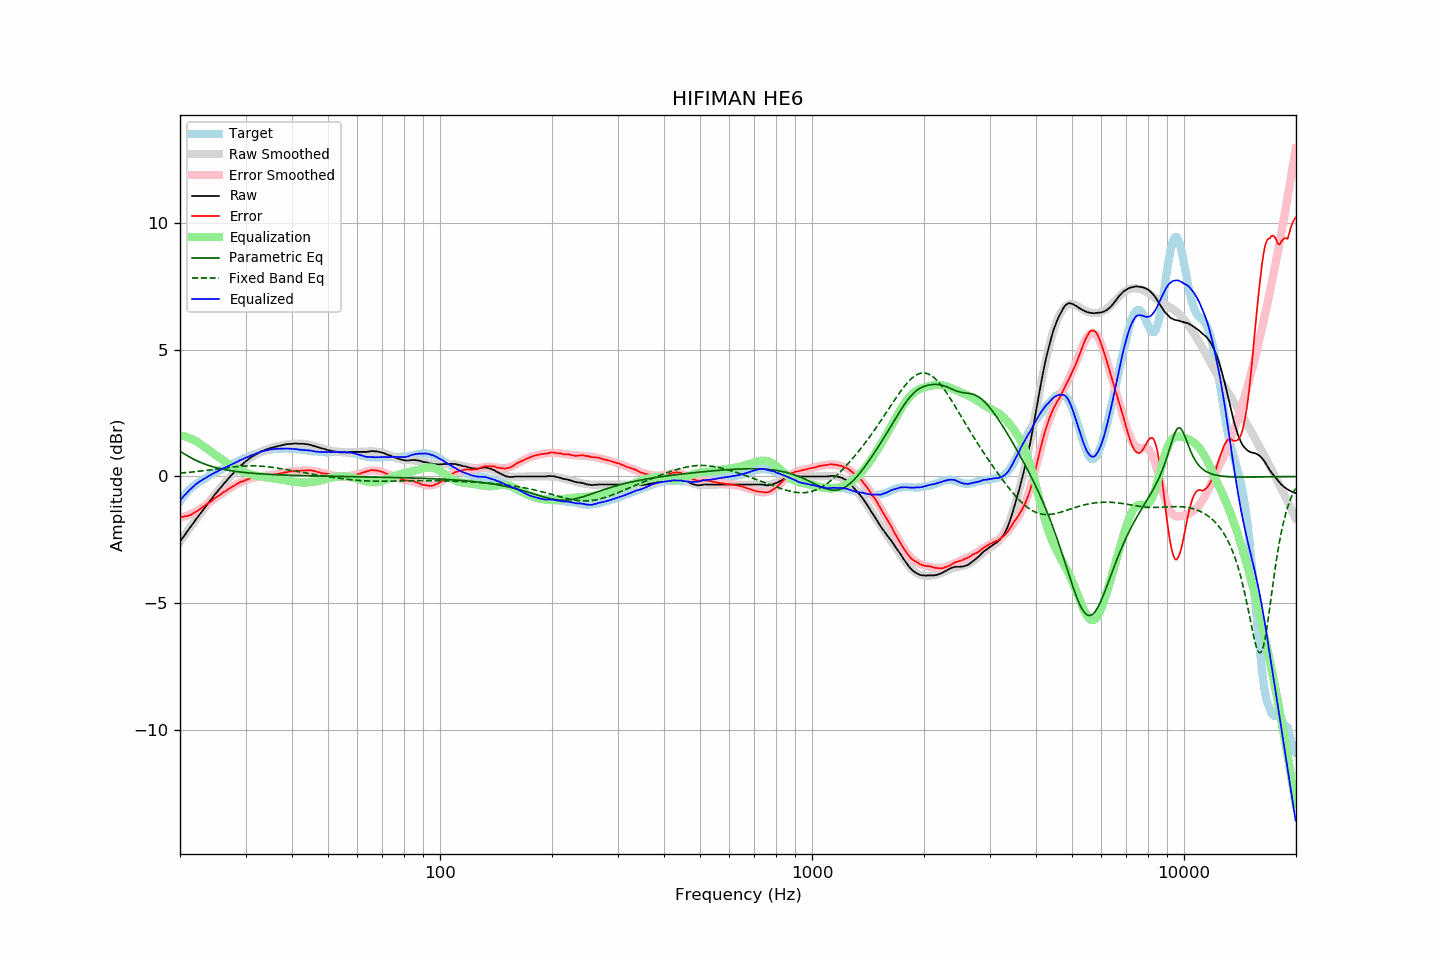 HIFIMAN HE6
Target
Raw Smoothed
Error Smoothed
Raw
Error
Equalization
Parametric Eq
Fixed Band Eq
Equalized
10
5
0
−5
−10
Amplitude (dBr)
100
1000
10000
Frequency (Hz)